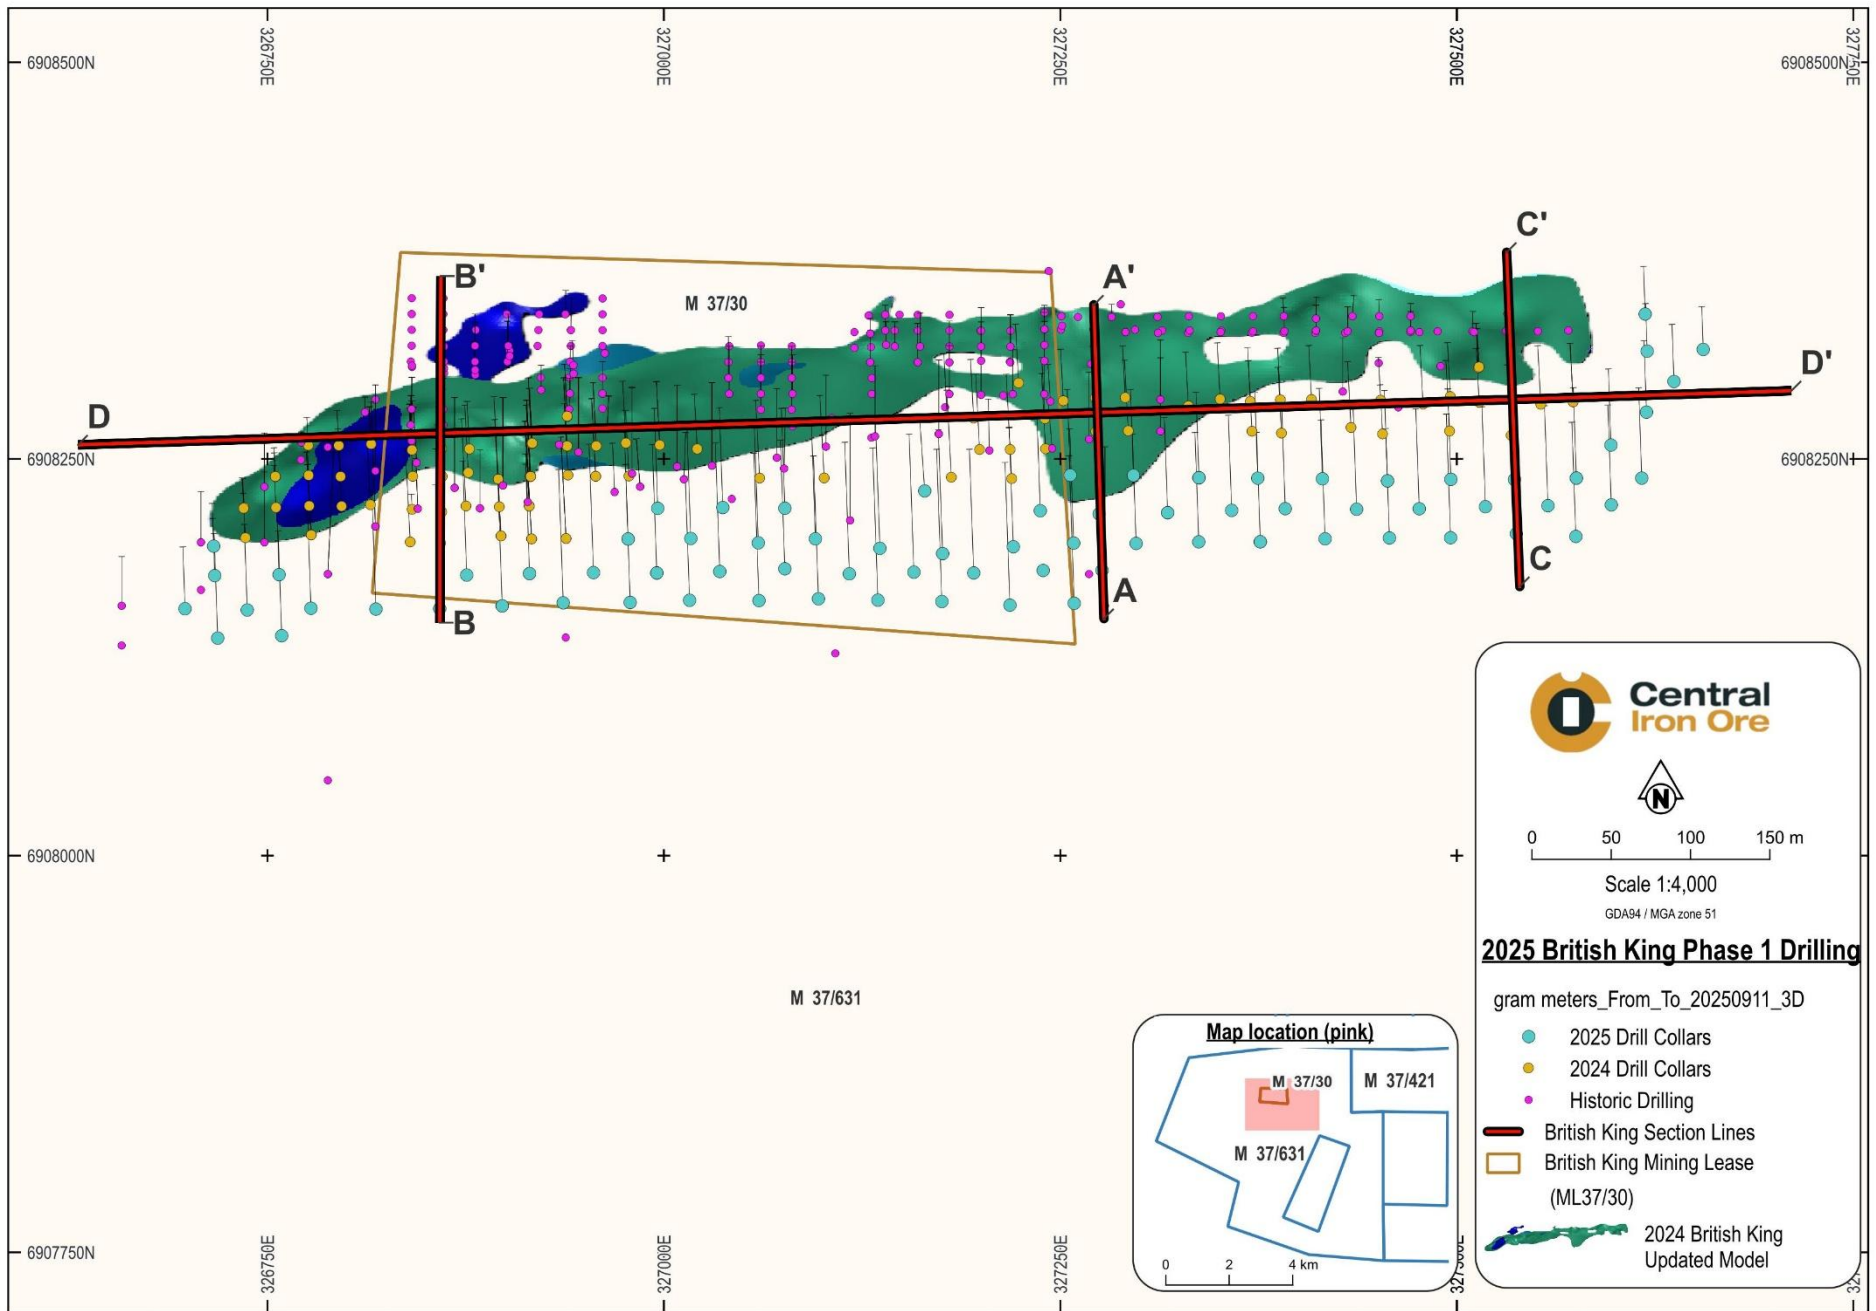 326750E
327000E
327250E
327500E
327750E
6908500N
6908500N
C'
B'
A'
M 37/30
D'
D
6908250N
6908250N
C
A
B
Central
Iron Ore
N
0 50 100 150 m
6908000N
Scale 1:4,000
GDA94 / MGA zone 51
2025 British King Phase 1 Drilling
M 37/631
gram meters_From_To_20250911_3D
2025 Drill Collars
2024 Drill Collars
Historic Drilling
British King Section Lines
British King Mining Lease
(ML37/30)
2024 British King
Updated Model
Map location (pink)
M 37/30
M 37/421
M 37/631
0 2 4 km
6907750N
326750E
327000E
327250E